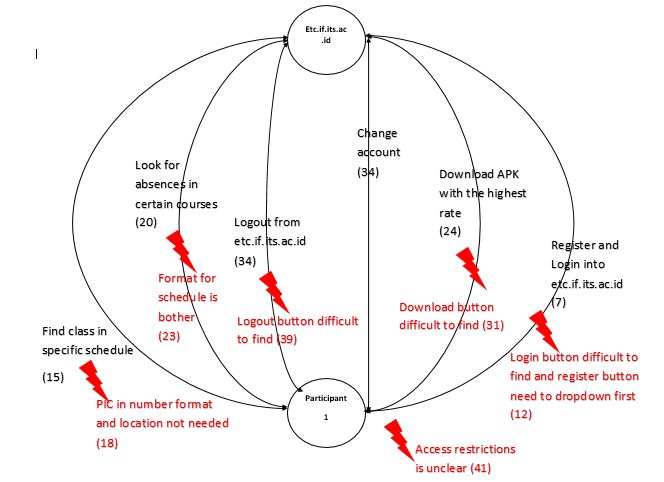 Etc.if.its.ac
.id
Change
account
(34)
Look for
absences in
certain courses
(20)
Download APK
with the highest
rate
(24)
Logout from
etc.if.its.ac.id
(34)
Register and
Login into
etc.if.its.ac.id
(7)
Format for
schedule is
bother
(23)
Logout button difficult
to find (39)
Download button
difficult to find (31)
Find class in
specific schedule
(15)
Login button difficult to
find and register button
need to dropdown first
(12)
PIC in number format
and location not needed
(18)
Participant
1
Access restrictions
is unclear (41)